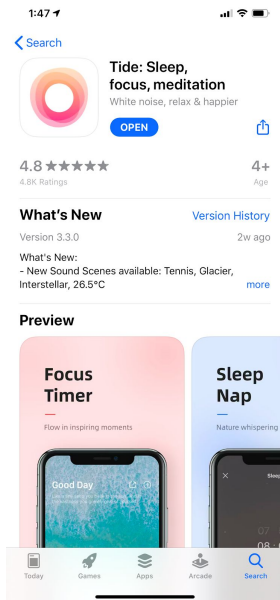 1:47
Search
Tide: Sleep,
focus, meditation
White noise, relax & happier
OPEN
4.8
4+
4.8K Ratings
Age
What's New
Version History
Version 3.3.0
2w ago
What's New:
- New Sound Scenes available: Tennis, Glacier,
Interstellar, 26.5°C
more
Preview
Focus
Timer
Flow in inspiring moments
Good Day
Sleep
Nap
Nature whispering
Slee
07
08
Today
Games
Apps
Arcade
Search